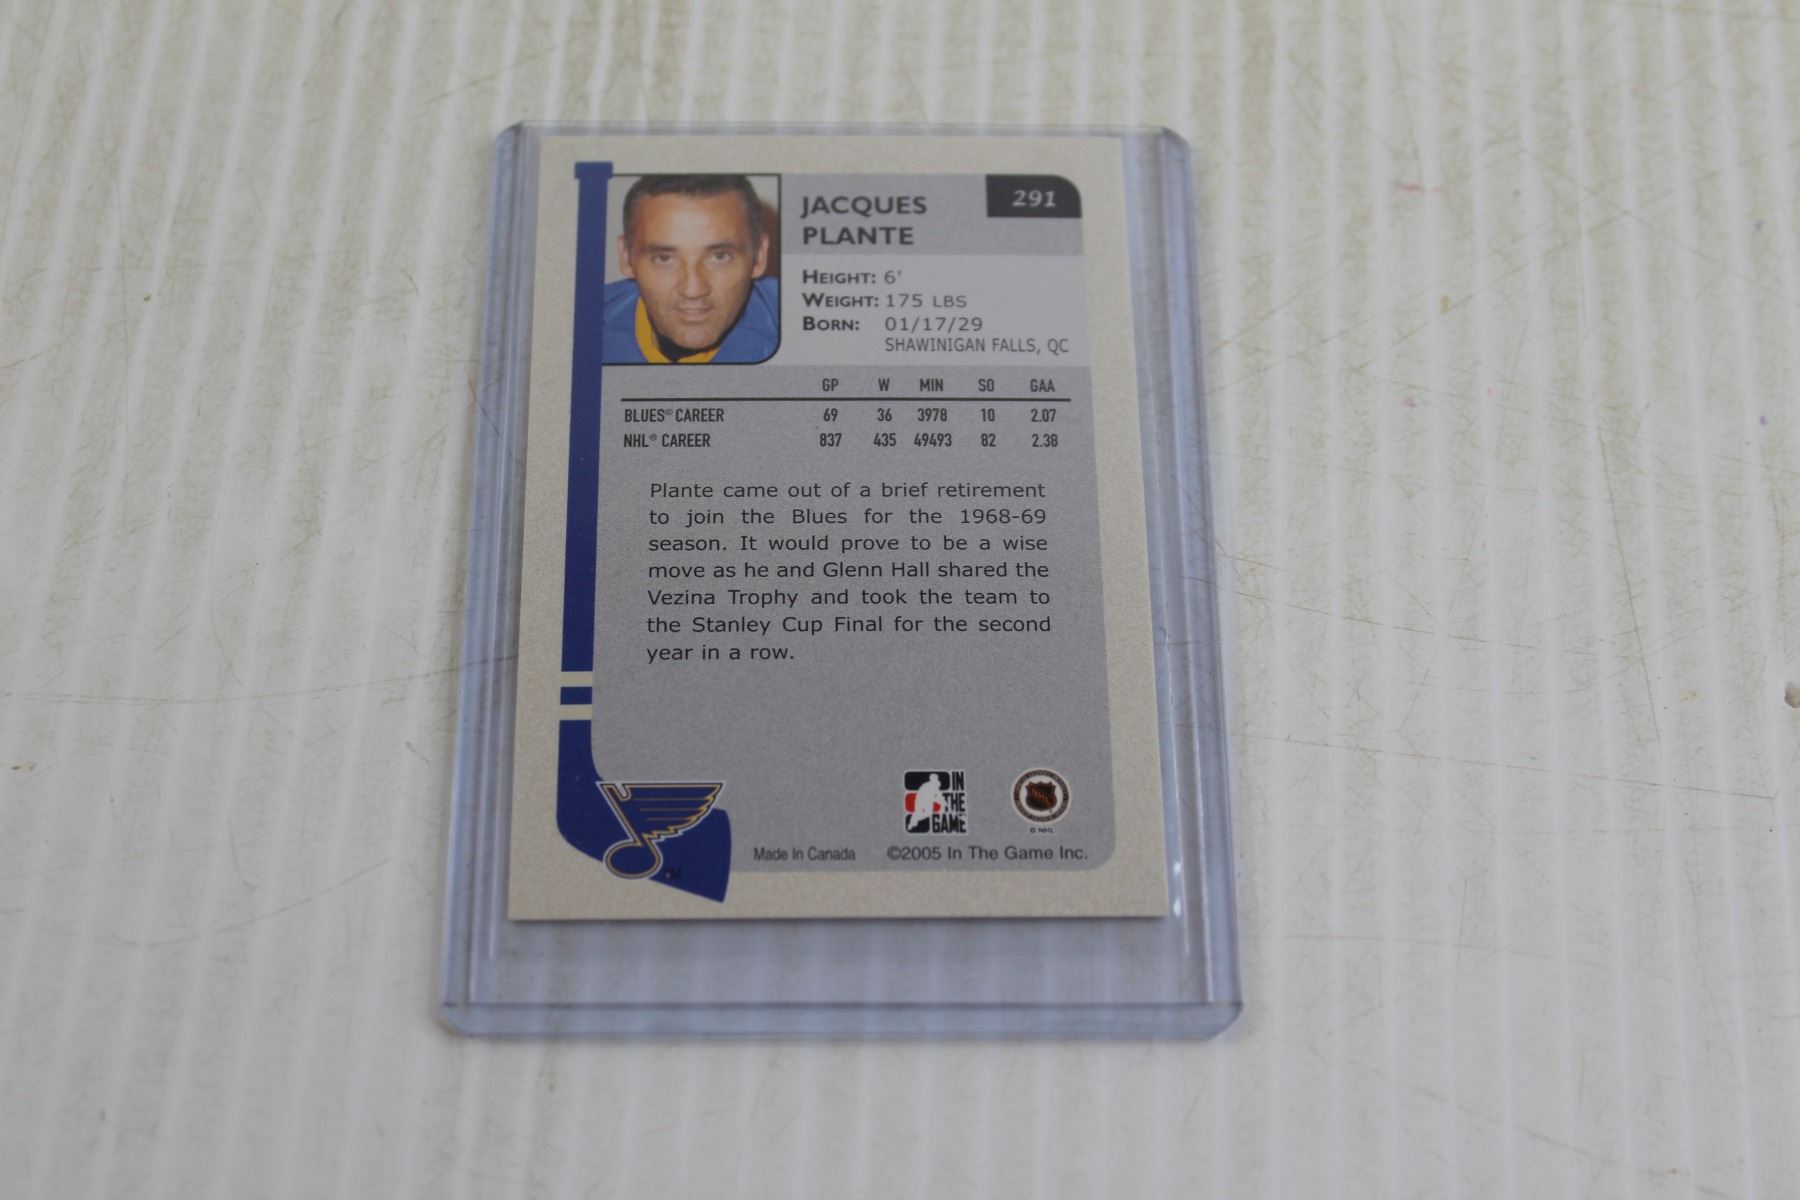 JACQUES
PLANTE
291
HEIGHT: 6'
WEIGHT: 175 LBS
BORN: 01/17/29
SHAWINIGAN FALLS, QC
GP W MIN SO GAA
BLUES® CAREER 69 36 3978 10 2.07
NHL® CAREER 837 435 49493 82 2.38
Plante came out of a brief retirement
to join the Blues for the 1968-69
season. It would prove to be a wise
move as he and Glenn Hall shared the
Vezina Trophy and took the team to
the Stanley Cup Final for the second
year in a row.
IN
THE
GAME
NHL
© NHL
TM
Made In Canada ©2005 In The Game Inc.